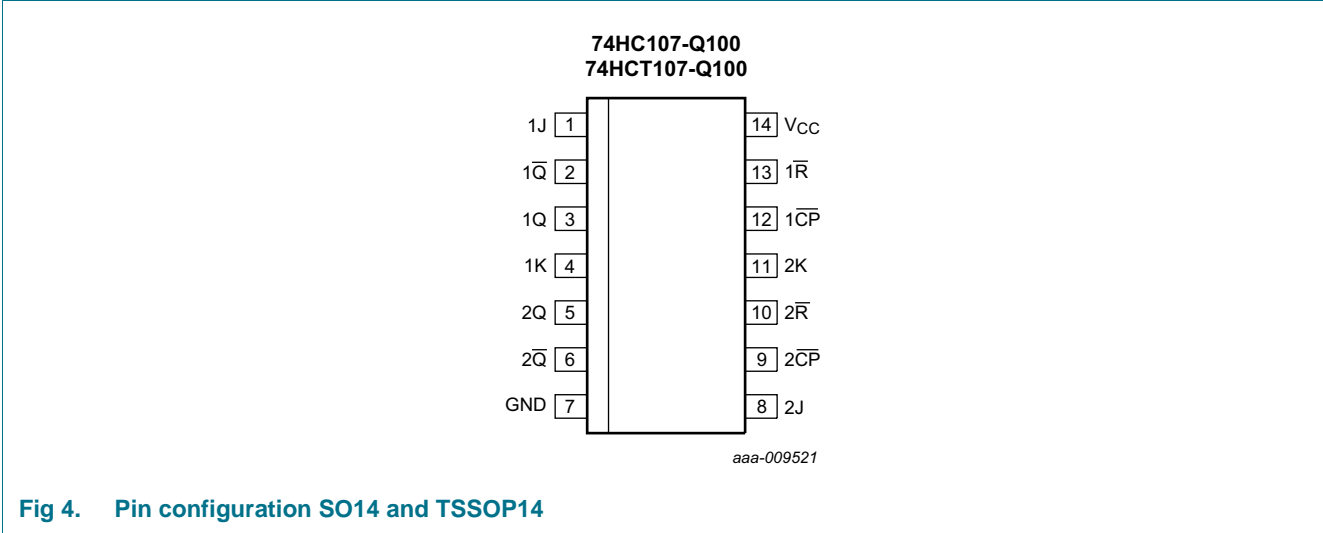 74HC107-Q100
74HCT107-Q100
1J 1 14 VCC
1Q̅ 2 13 1R̅
1Q 3 12 1C̅P̅
1K 4 11 2K
2Q 5 10 2R̅
2Q̅ 6 9 2C̅P̅
GND 7 8 2J
aaa-009521
Fig 4. Pin configuration SO14 and TSSOP14